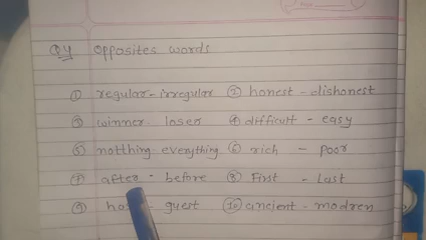 Q4 Opposites words
① regular - irregular ② honest - dishonest
③ winner loser ④ difficult - easy
⑤ notthing everything. ⑥ rich - poor
⑦ after - before ⑧ First - Last
⑨ guest ⑩ ancient - modren